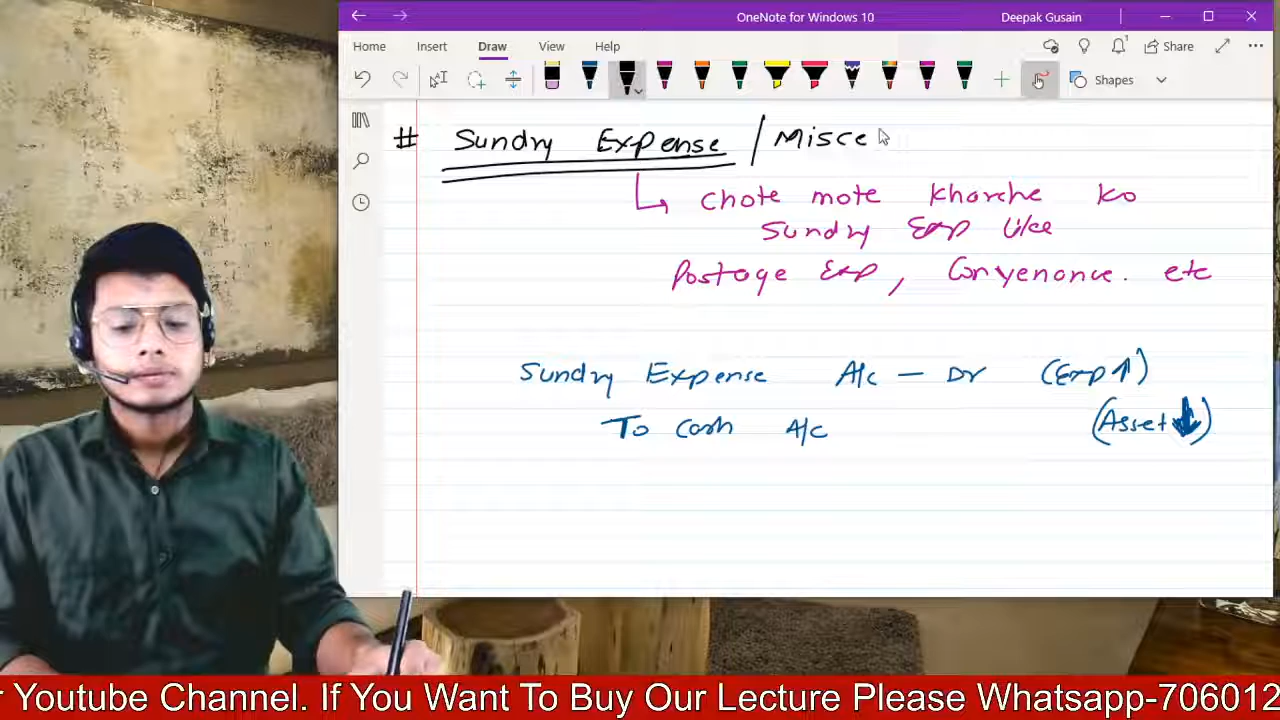 OneNote for Windows 10
Deepak Gusain
Home Insert Draw View Help Share
Shapes
# Sundry Expense / Misce
Chote mote kharche ko
Sundry Exp like
Postage Exp, Convenance. etc
Sundry Expense A/c — Dr (Exp↑)
To Cash A/c (Asset↓)
r Youtube Channel. If You Want To Buy Our Lecture Please Whatsapp-706012